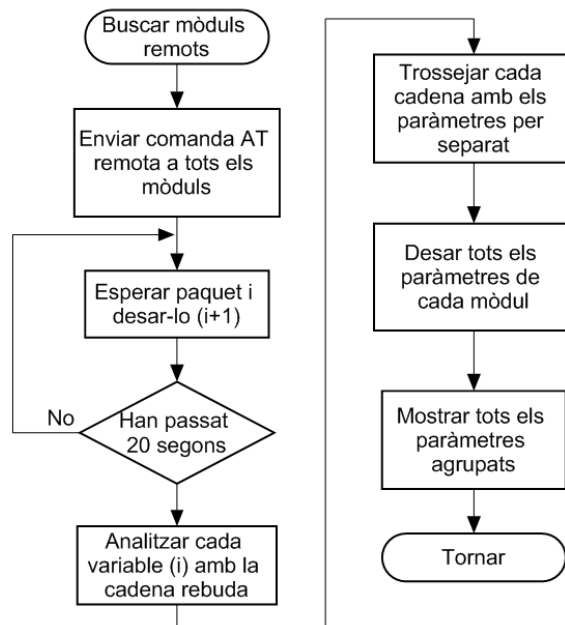 Buscar mòduls
remots
Enviar comanda AT
remota a tots els
mòduls
Esperar paquet i
desar-lo (i+1)
No
Han passat
20 segons
Analitzar cada
variable (i) amb la
cadena rebuda
Trossejar cada
cadena amb els
paràmetres per
separat
Desar tots els
paràmetres de
cada mòdul
Mostrar tots els
paràmetres
agrupats
Tornar